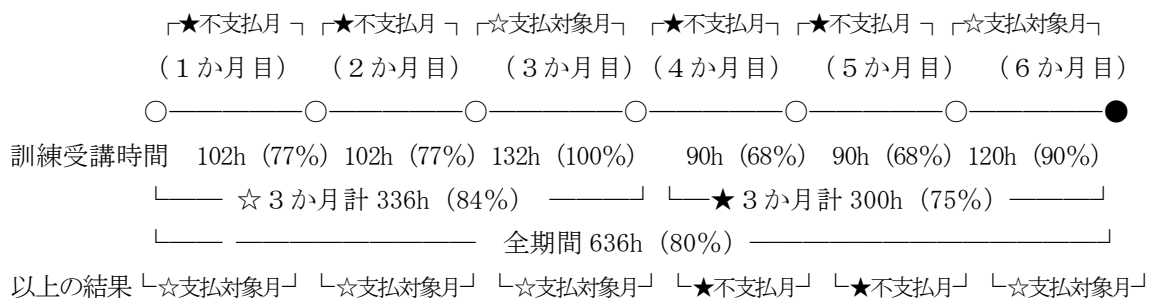 ┌★不支払月┐┌★不支払月┐┌☆支払対象月┐┌★不支払月┐┌★不支払月┐┌☆支払対象月┐
(1か月目) (2か月目) (3か月目)(4か月目) (5か月目) (6か月目)
○―――――○―――――○―――――○―――――○―――――○―――――●
訓練受講時間 102h (77%) 102h (77%) 132h (100%) 90h (68%) 90h (68%) 120h (90%)
└―― ☆3か月計 336h (84%) ―――┘ └―★3か月計 300h (75%) ―――┘
└―― ――――――――― 全期間 636h (80%) ―――――――――――――┘
以上の結果└☆支払対象月┘ └☆支払対象月┘ └☆支払対象月┘ └★不支払月┘ └★不支払月┘ └☆支払対象月┘